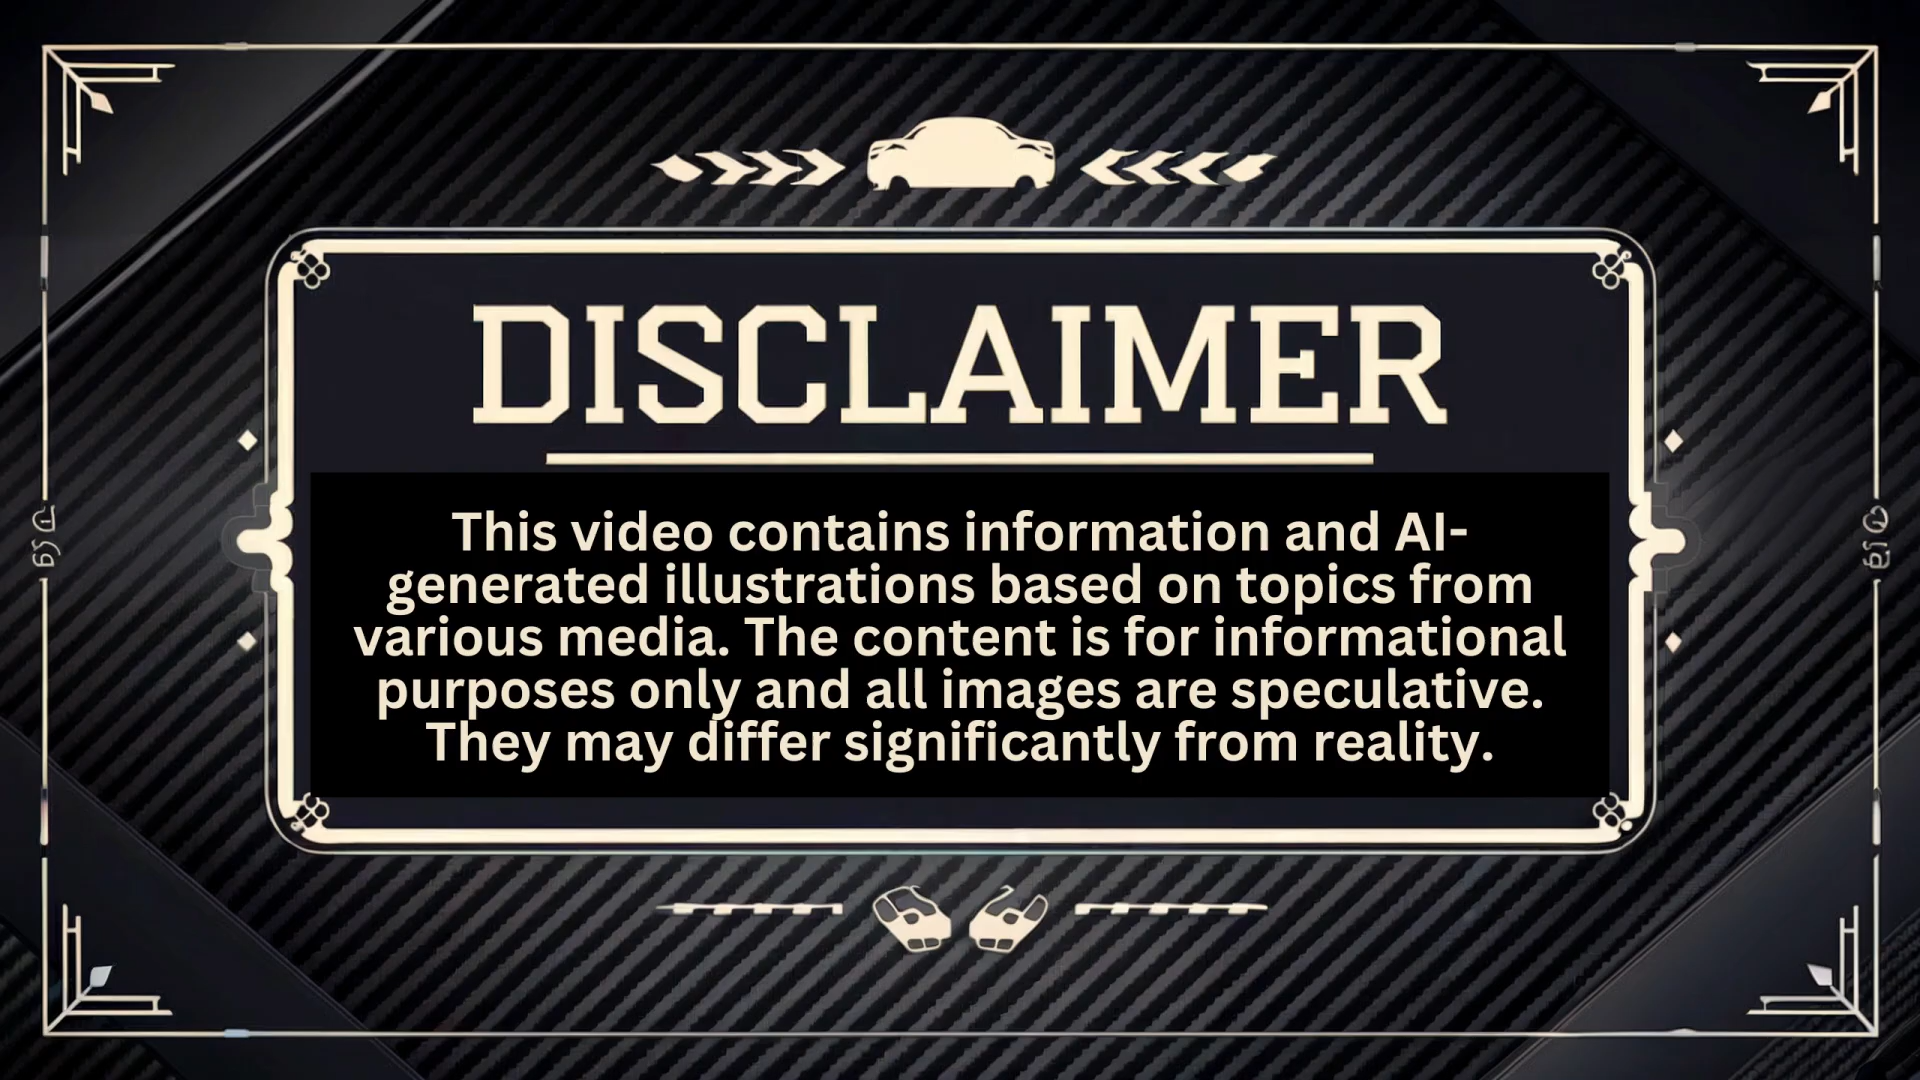 DISCLAIMER
This video contains information and AI-
generated illustrations based on topics from
various media. The content is for informational
purposes only and all images are speculative.
They may differ significantly from reality.